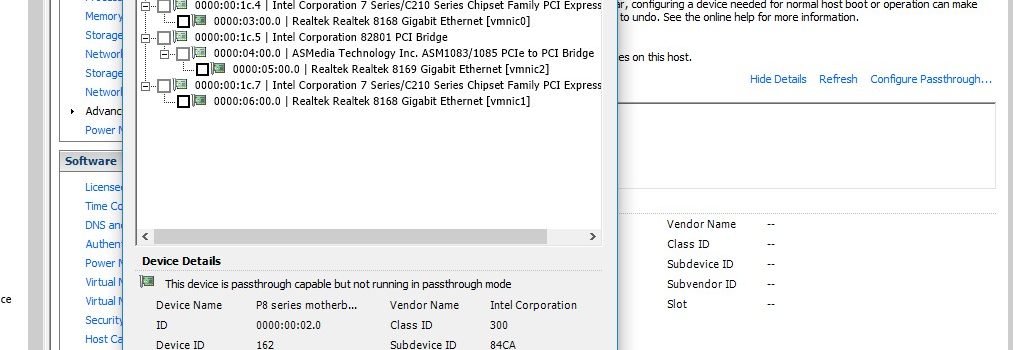 Process
Memory
Storage
Network
Storage
Network
Advanc
Power M
Software
License
Time Co
DNS and
Authent
Power M
Virtual M
Virtual M
Security
Host Ca
ce
0000:00:1c.4 | Intel Corporation 7 Series/C210 Series Chipset Family PCI Express
0000:03:00.0 | Realtek Realtek 8168 Gigabit Ethernet [vmnic0]
0000:00:1c.5 | Intel Corporation 82801 PCI Bridge
0000:04:00.0 | ASMedia Technology Inc. ASM1083/1085 PCIe to PCI Bridge
0000:05:00.0 | Realtek Realtek 8169 Gigabit Ethernet [vmnic2]
0000:00:1c.7 | Intel Corporation 7 Series/C210 Series Chipset Family PCI Express
0000:06:00.0 | Realtek Realtek 8168 Gigabit Ethernet [vmnic1]
Device Details
This device is passthrough capable but not running in passthrough mode
Device Name P8 series motherb... Vendor Name Intel Corporation
ID 0000:00:02.0 Class ID 300
Device ID 162 Subdevice ID 84CA
ar, configuring a device needed for normal host boot or operation can make
to undo. See the online help for more information.
es on this host.
Hide Details Refresh Configure Passthrough...
Vendor Name --
Class ID --
Subdevice ID --
Subvendor ID --
Slot --